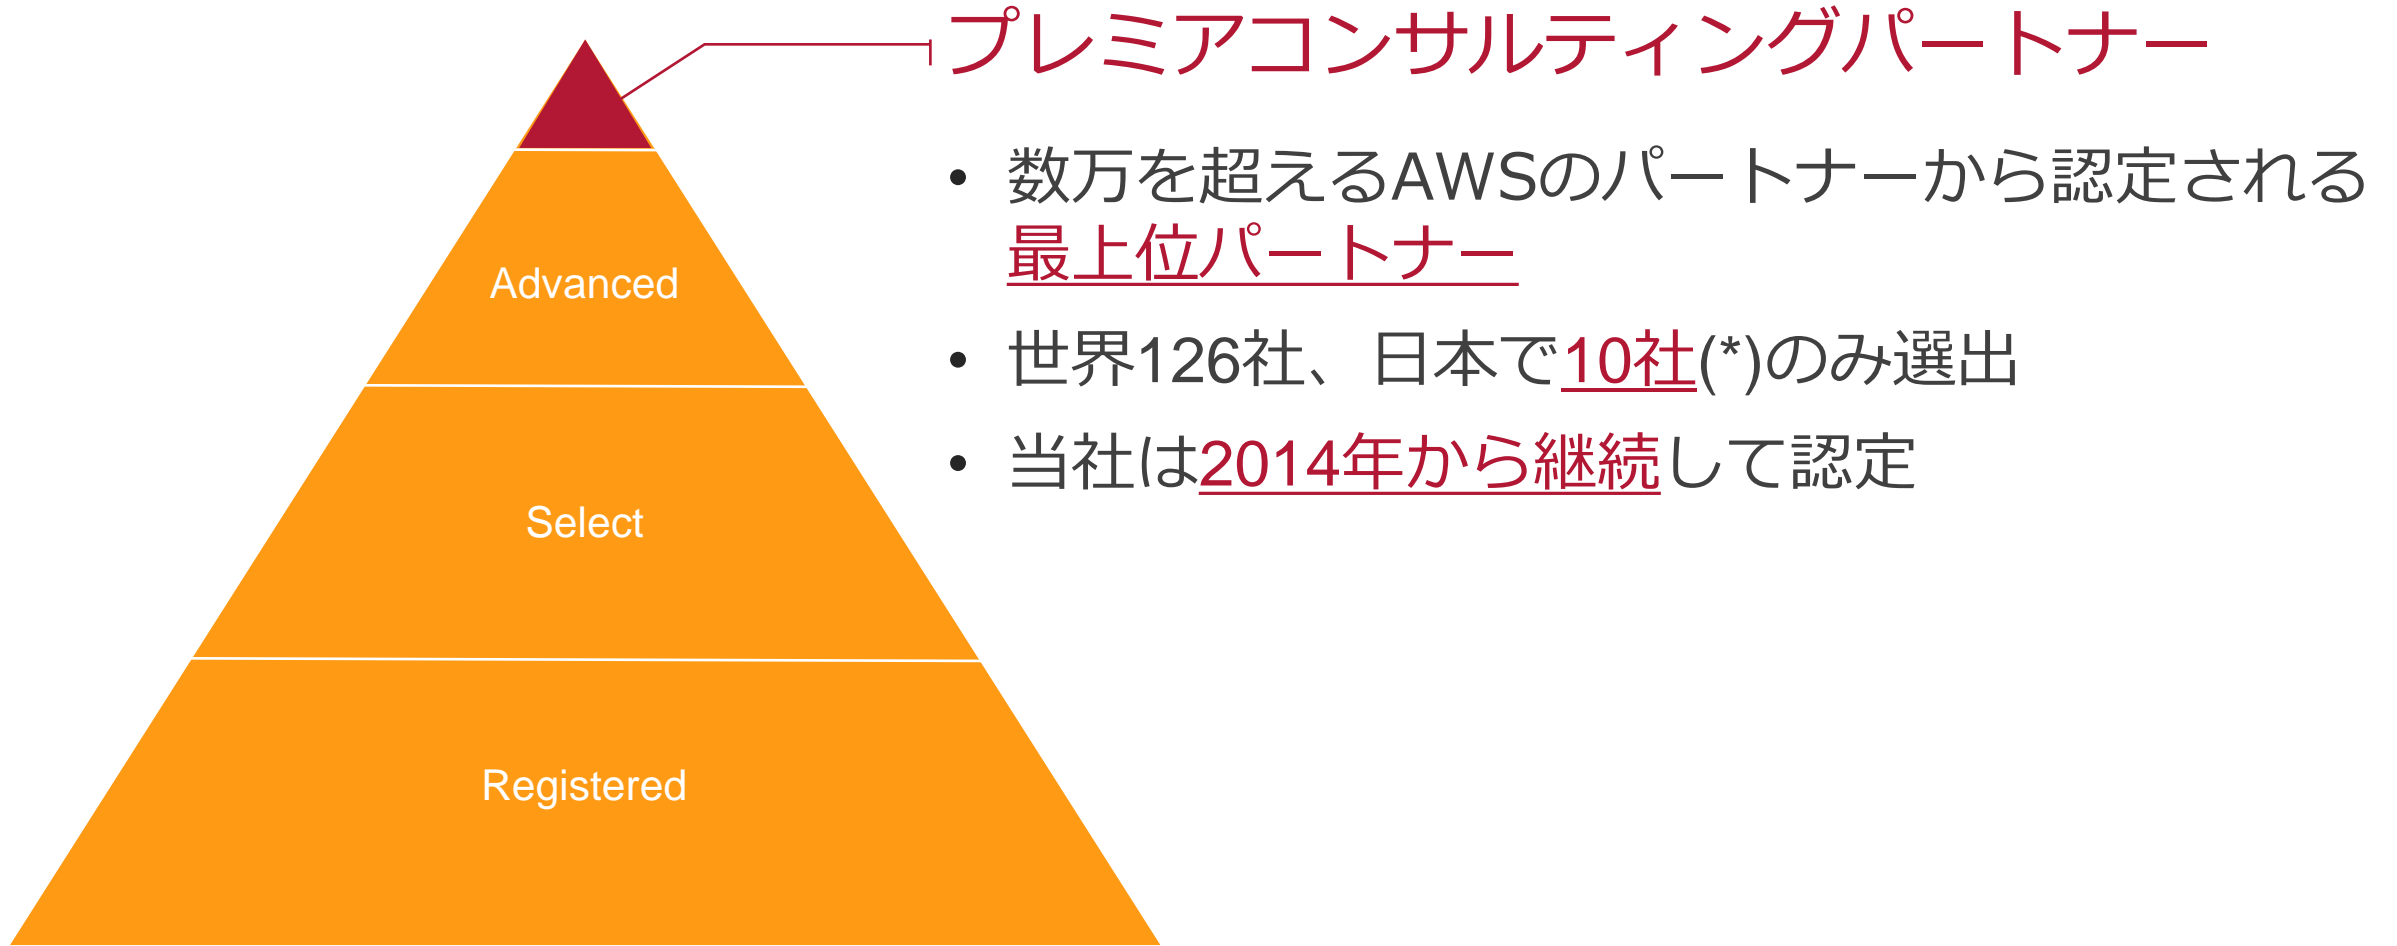 プレミアコンサルティングパートナー
• 数万を超えるAWSのパートナーから認定される
最上位パートナー
• 世界126社、日本で10社(*)のみ選出
• 当社は2014年から継続して認定
Advanced
Select
Registered